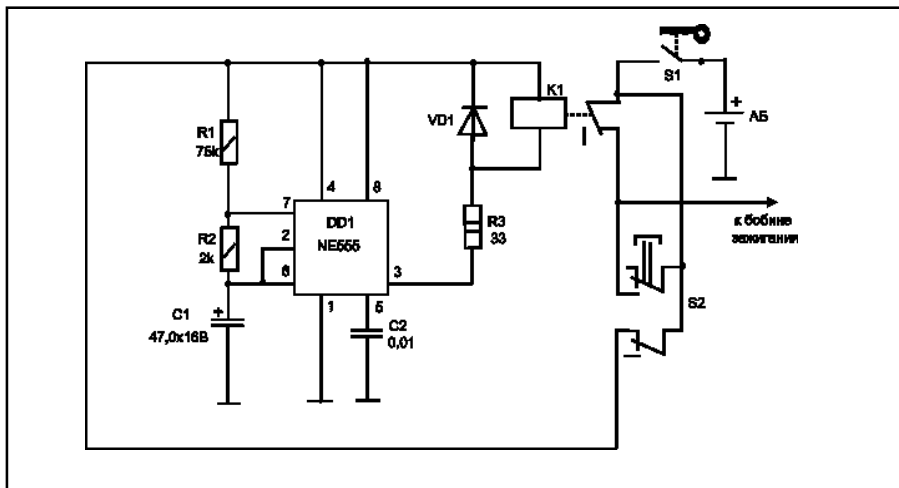 S1
K1
+
АБ
VD1
R1
75k
4
8
7
DD1
NE555
R3
33
к бобине
зажигания
R2
2k
2
6
3
S2
+
C1
47,0x16В
1
5
C2
0,01